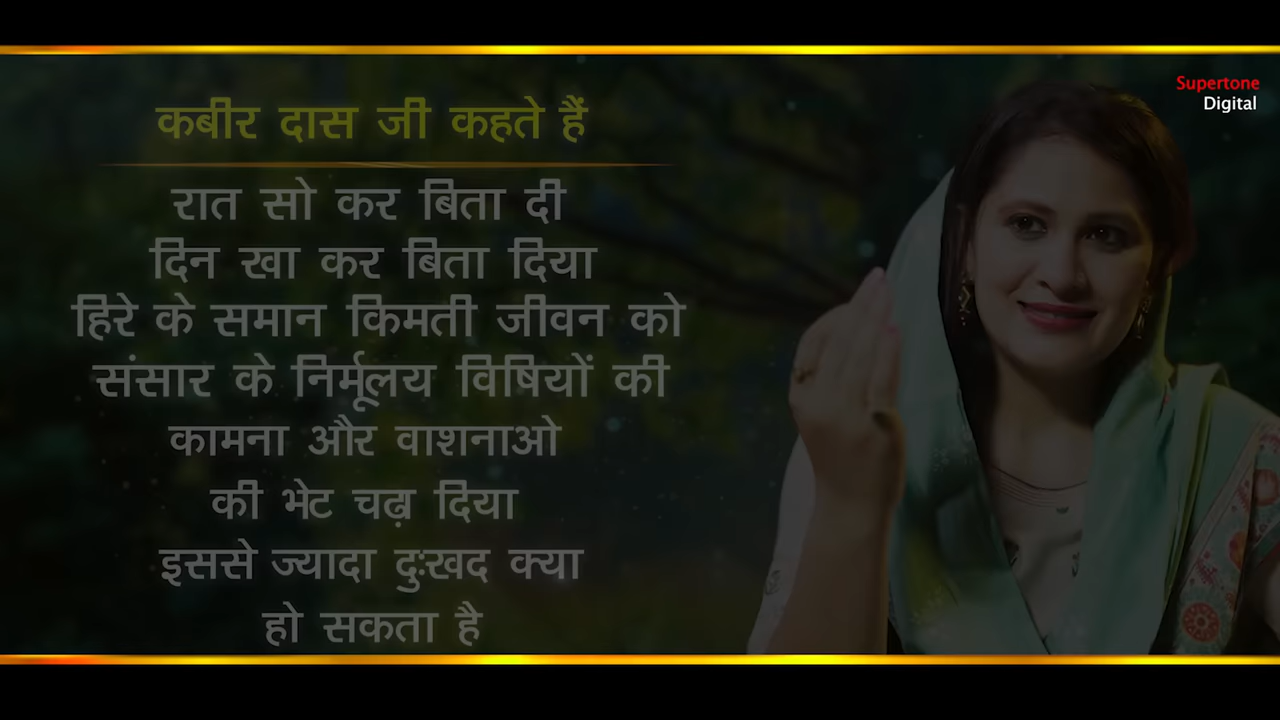 Supertone
Digital
कबीर दास जी कहते हैं
रात सो कर बिता दी
दिन खा कर बिता दिया
हिरे के समान किमती जीवन को
संसार के निर्मूलय विषियों की
कामना और वाशनाओ
की भेट चढ़ा दिया
इससे ज्यादा दुःखद क्या
हो सकता है